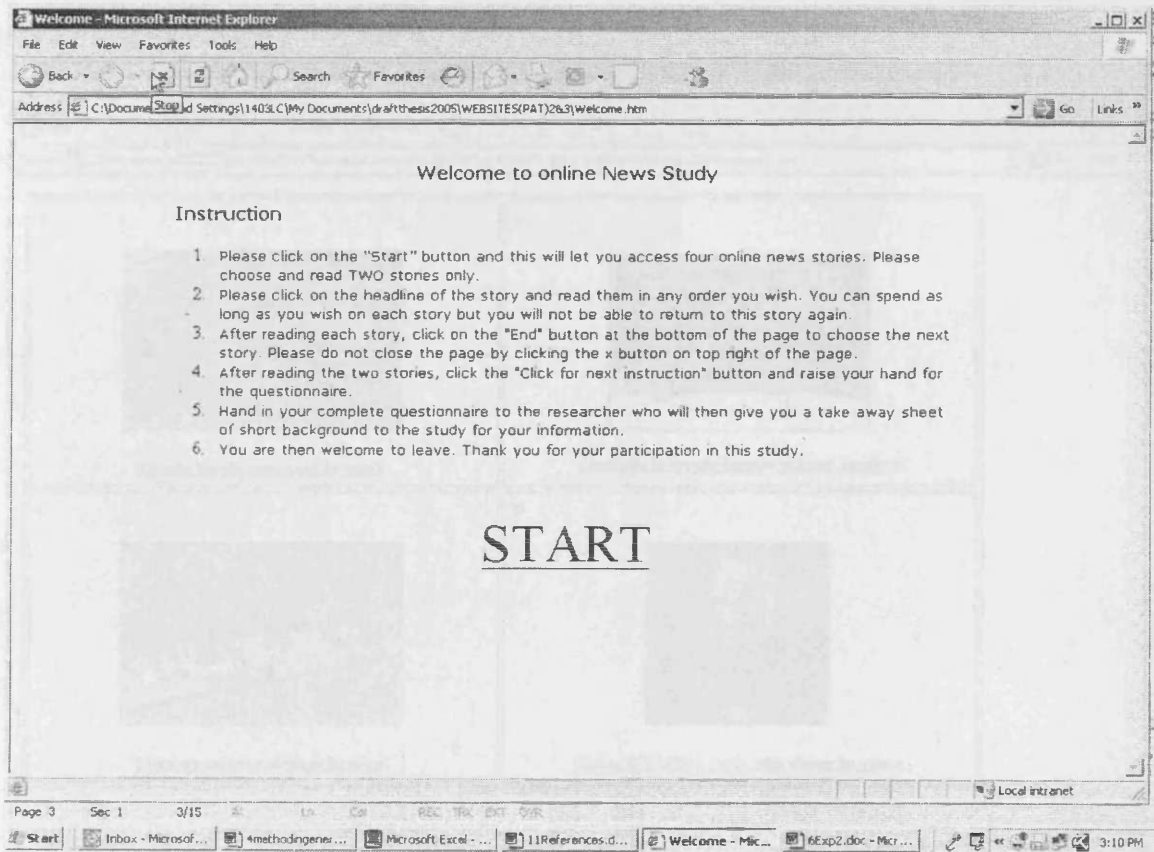 Welcome - Microsoft Internet Explorer
File Edit View Favorites Tools Help
Back Search Favorites
Address C:\Docume Stop d Settings\1403LC\My Documents\draftthesis2005\WEBSITES(PAT)2&3\Welcome.htm Go Links »
Welcome to online News Study
Instruction
1. Please click on the "Start" button and this will let you access four online news stories. Please
choose and read TWO stories only.
2. Please click on the headline of the story and read them in any order you wish. You can spend as
long as you wish on each story but you will not be able to return to this story again.
3. After reading each story, click on the "End" button at the bottom of the page to choose the next
story. Please do not close the page by clicking the x button on top right of the page.
4. After reading the two stories, click the "Click for next instruction" button and raise your hand for
the questionnaire.
5. Hand in your complete questionnaire to the researcher who will then give you a take away sheet
of short background to the study for your information.
6. You are then welcome to leave. Thank you for your participation in this study.
START
Local intranet
Page 3 Sec 1 3/15 At Ln Col REC TRK EXT OVR
Start Inbox - Microsof... 4methodingener... Microsoft Excel - ... 11References.d... Welcome - Mic... 6Exp2.doc - Micr... « 3:10 PM